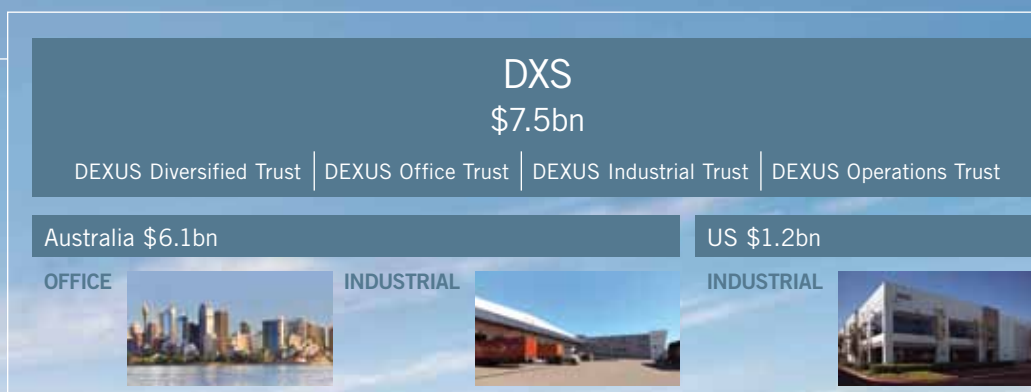 DXS
$7.5bn
DEXUS Diversified Trust | DEXUS Office Trust | DEXUS Industrial Trust | DEXUS Operations Trust
Australia $6.1bn
US $1.2bn
OFFICE
INDUSTRIAL
INDUSTRIAL